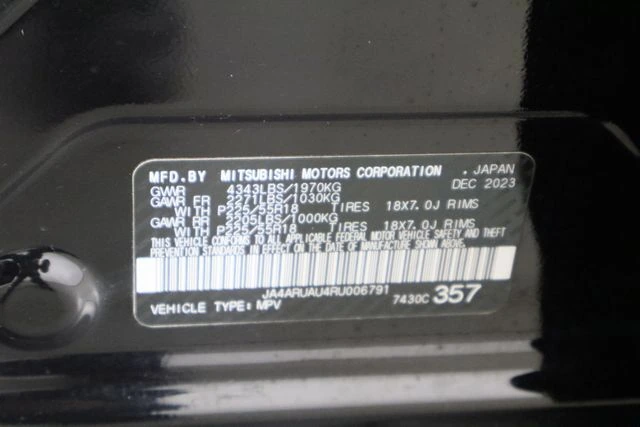 MFD.BY MITSUBISHI MOTORS CORPORATION . JAPAN
GVWR 4343LBS/1970KG DEC 2023
GAWR FR 2271LBS/1030KG
WITH P225/55R18 TIRES 18X7.0J RIMS
GAWR RR 2205LBS/1000KG
WITH P225/55R18 TIRES 18X7.0J RIMS
THIS VEHICLE CONFORMS TO ALL APPLICABLE FEDERAL MOTOR VEHICLE SAFETY AND THEFT
PREVENTION STANDARDS IN EFFECT ON THE DATE OF MANUFACTURE SHOWN ABOVE.
JA4ARUAU4RU006791
VEHICLE TYPE: MPV 7430C 357